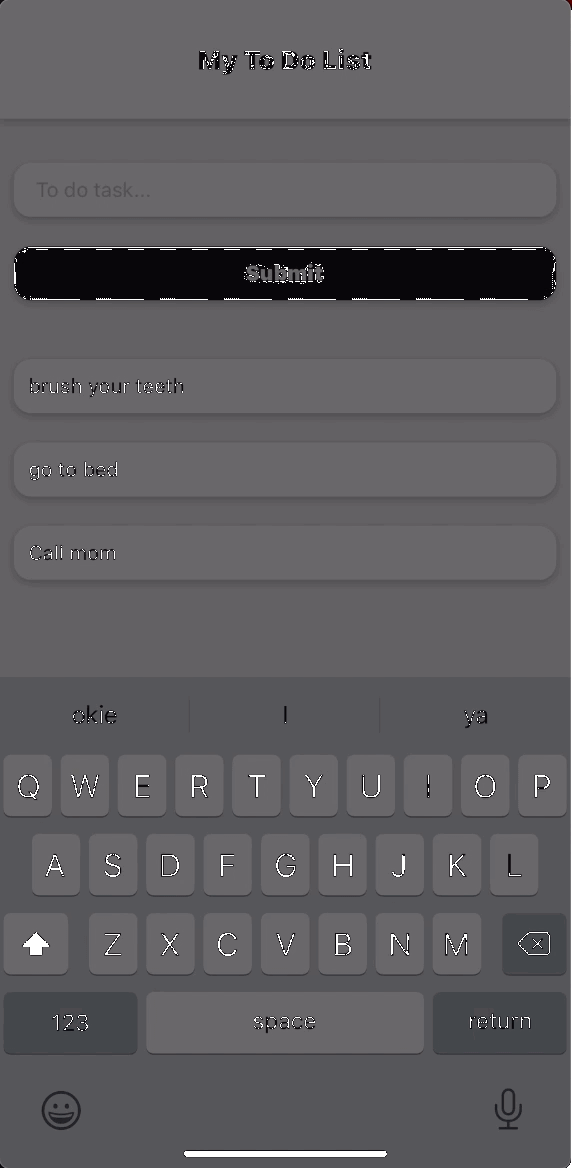 My To Do List
To do task...
Submit
brush your teeth
go to bed
Call mom
okie I ya
Q W E R T Y U I O P
A S D F G H J K L
Z X C V B N M
123 space return